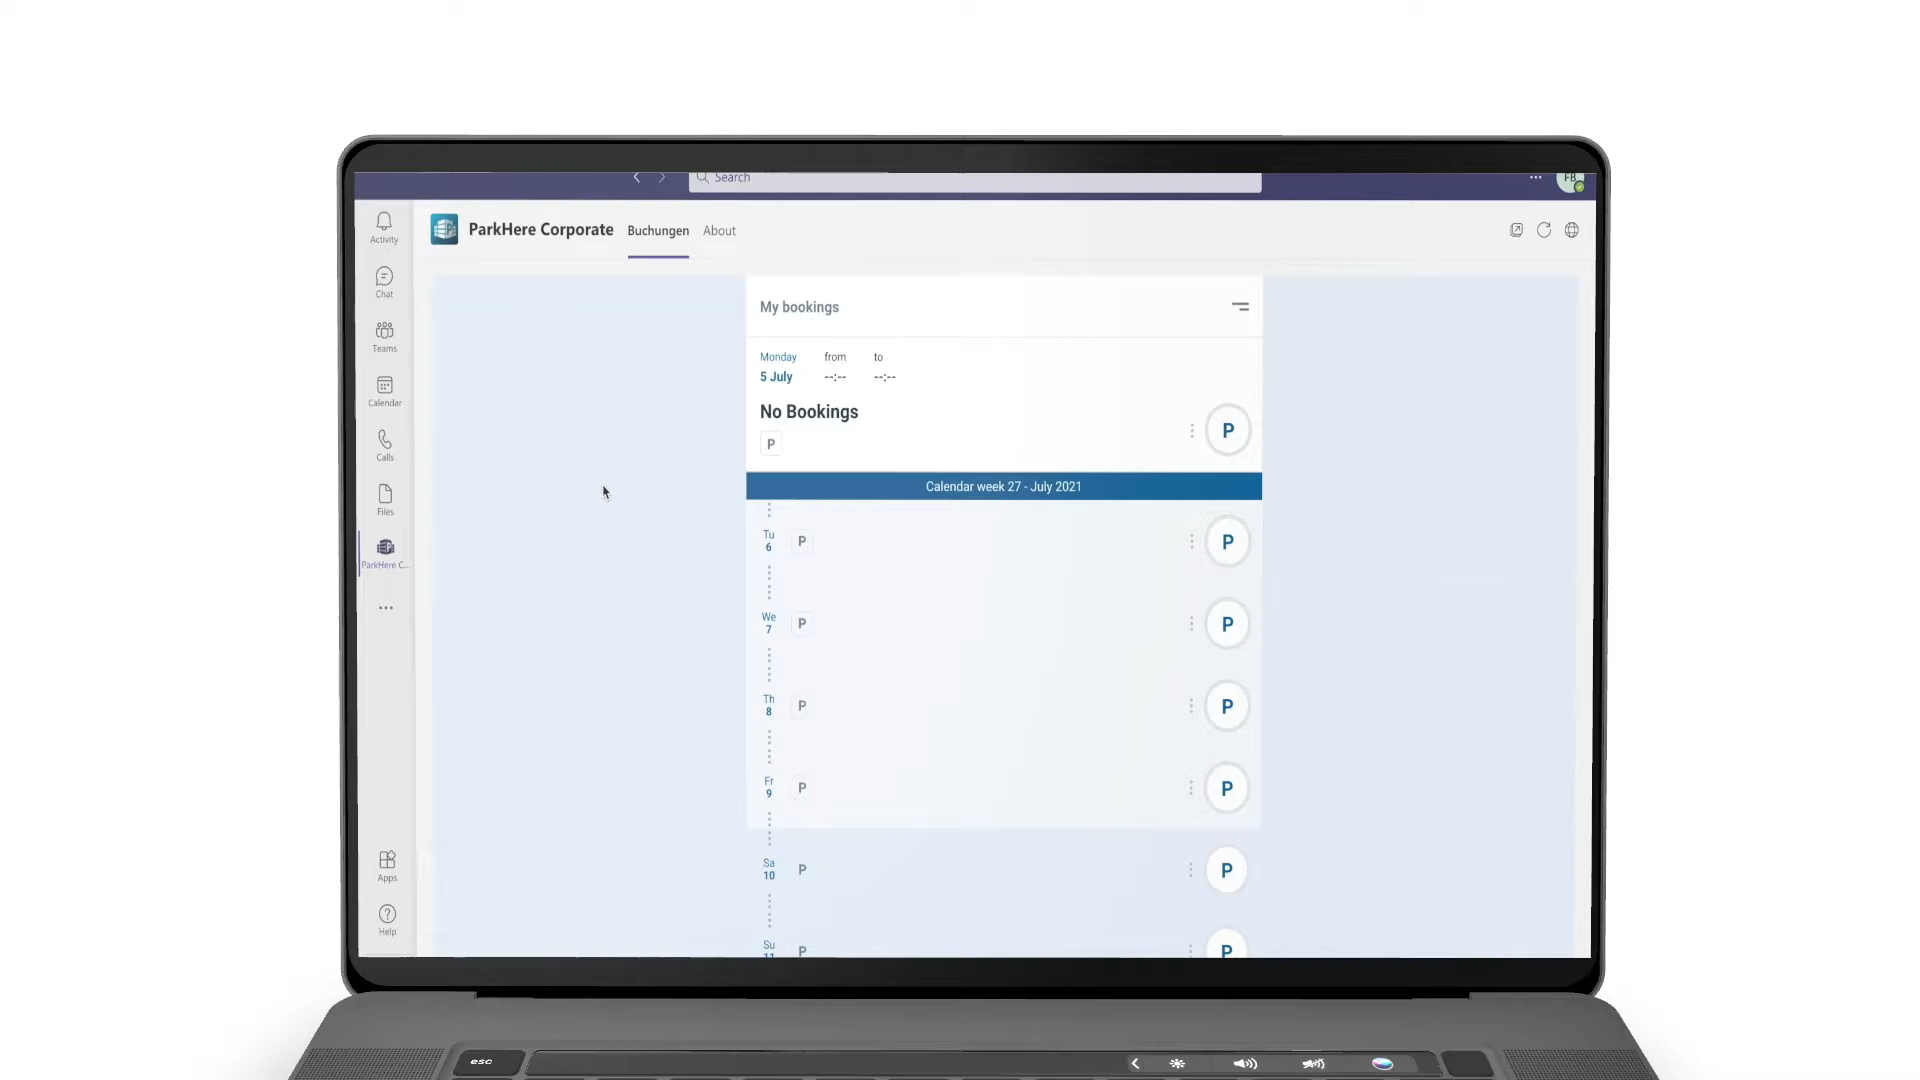 Search
FB
ParkHere Corporate
Buchungen
About
Activity
Chat
Teams
Calendar
Calls
Files
ParkHere C...
Apps
Help
My bookings
Monday from to
5 July --:-- --:--
No Bookings
P
P
Calendar week 27 - July 2021
Tu
6
P
P
We
7
P
P
Th
8
P
P
Fr
9
P
P
Sa
10
P
P
Su
11
P
P
esc